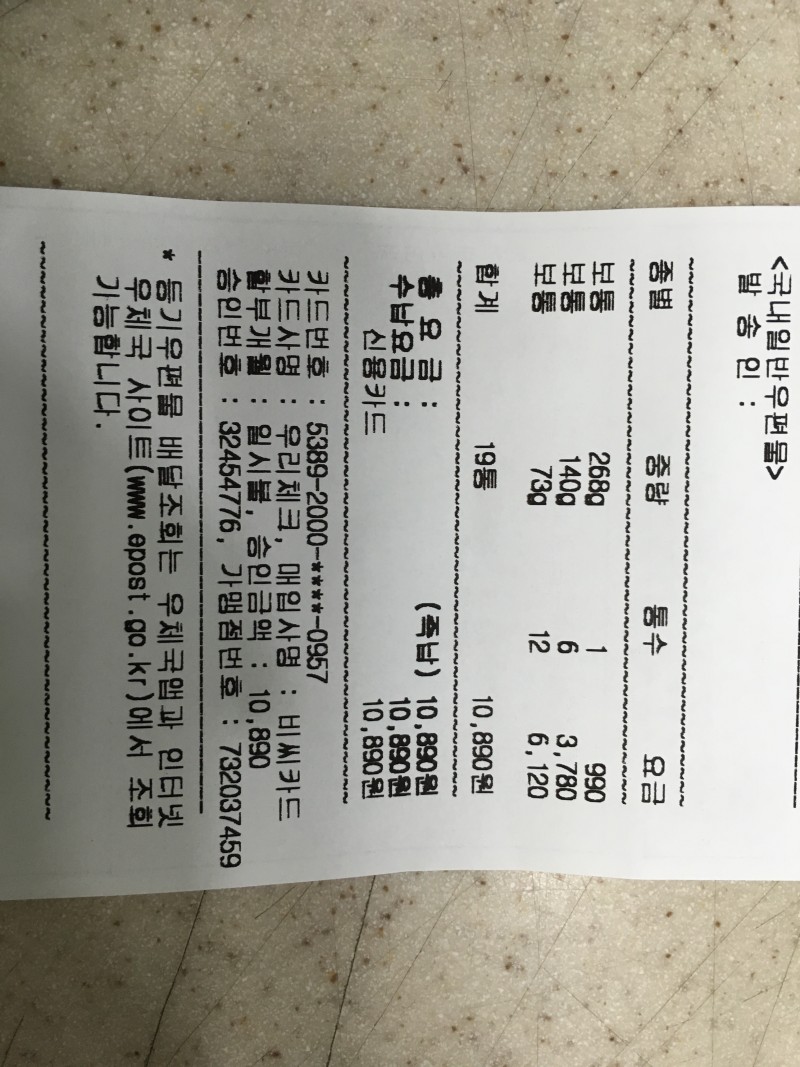 <국내일반우편물>
발 송 인 :
종별 중량 통수 요금
보통 268g 1 990
보통 140g 6 3,780
보통 73g 12 6,120
합계 19통 10,890원
총 요 금 : (즉납) 10,890원
수납요금 : 10,890원
신용카드 10,890원
카드번호 : 5389-2000-****-0957
카드사명 : 우리체크, 매입사명 : 비씨카드
할부개월 : 일시불, 승인금액 : 10,890
승인번호 : 32454776, 가맹점번호 : 732037459
* 등기우편물 배달조회는 우체국앱과 인터넷
우체국 사이트(www.epost.go.kr)에서 조회
가능합니다.